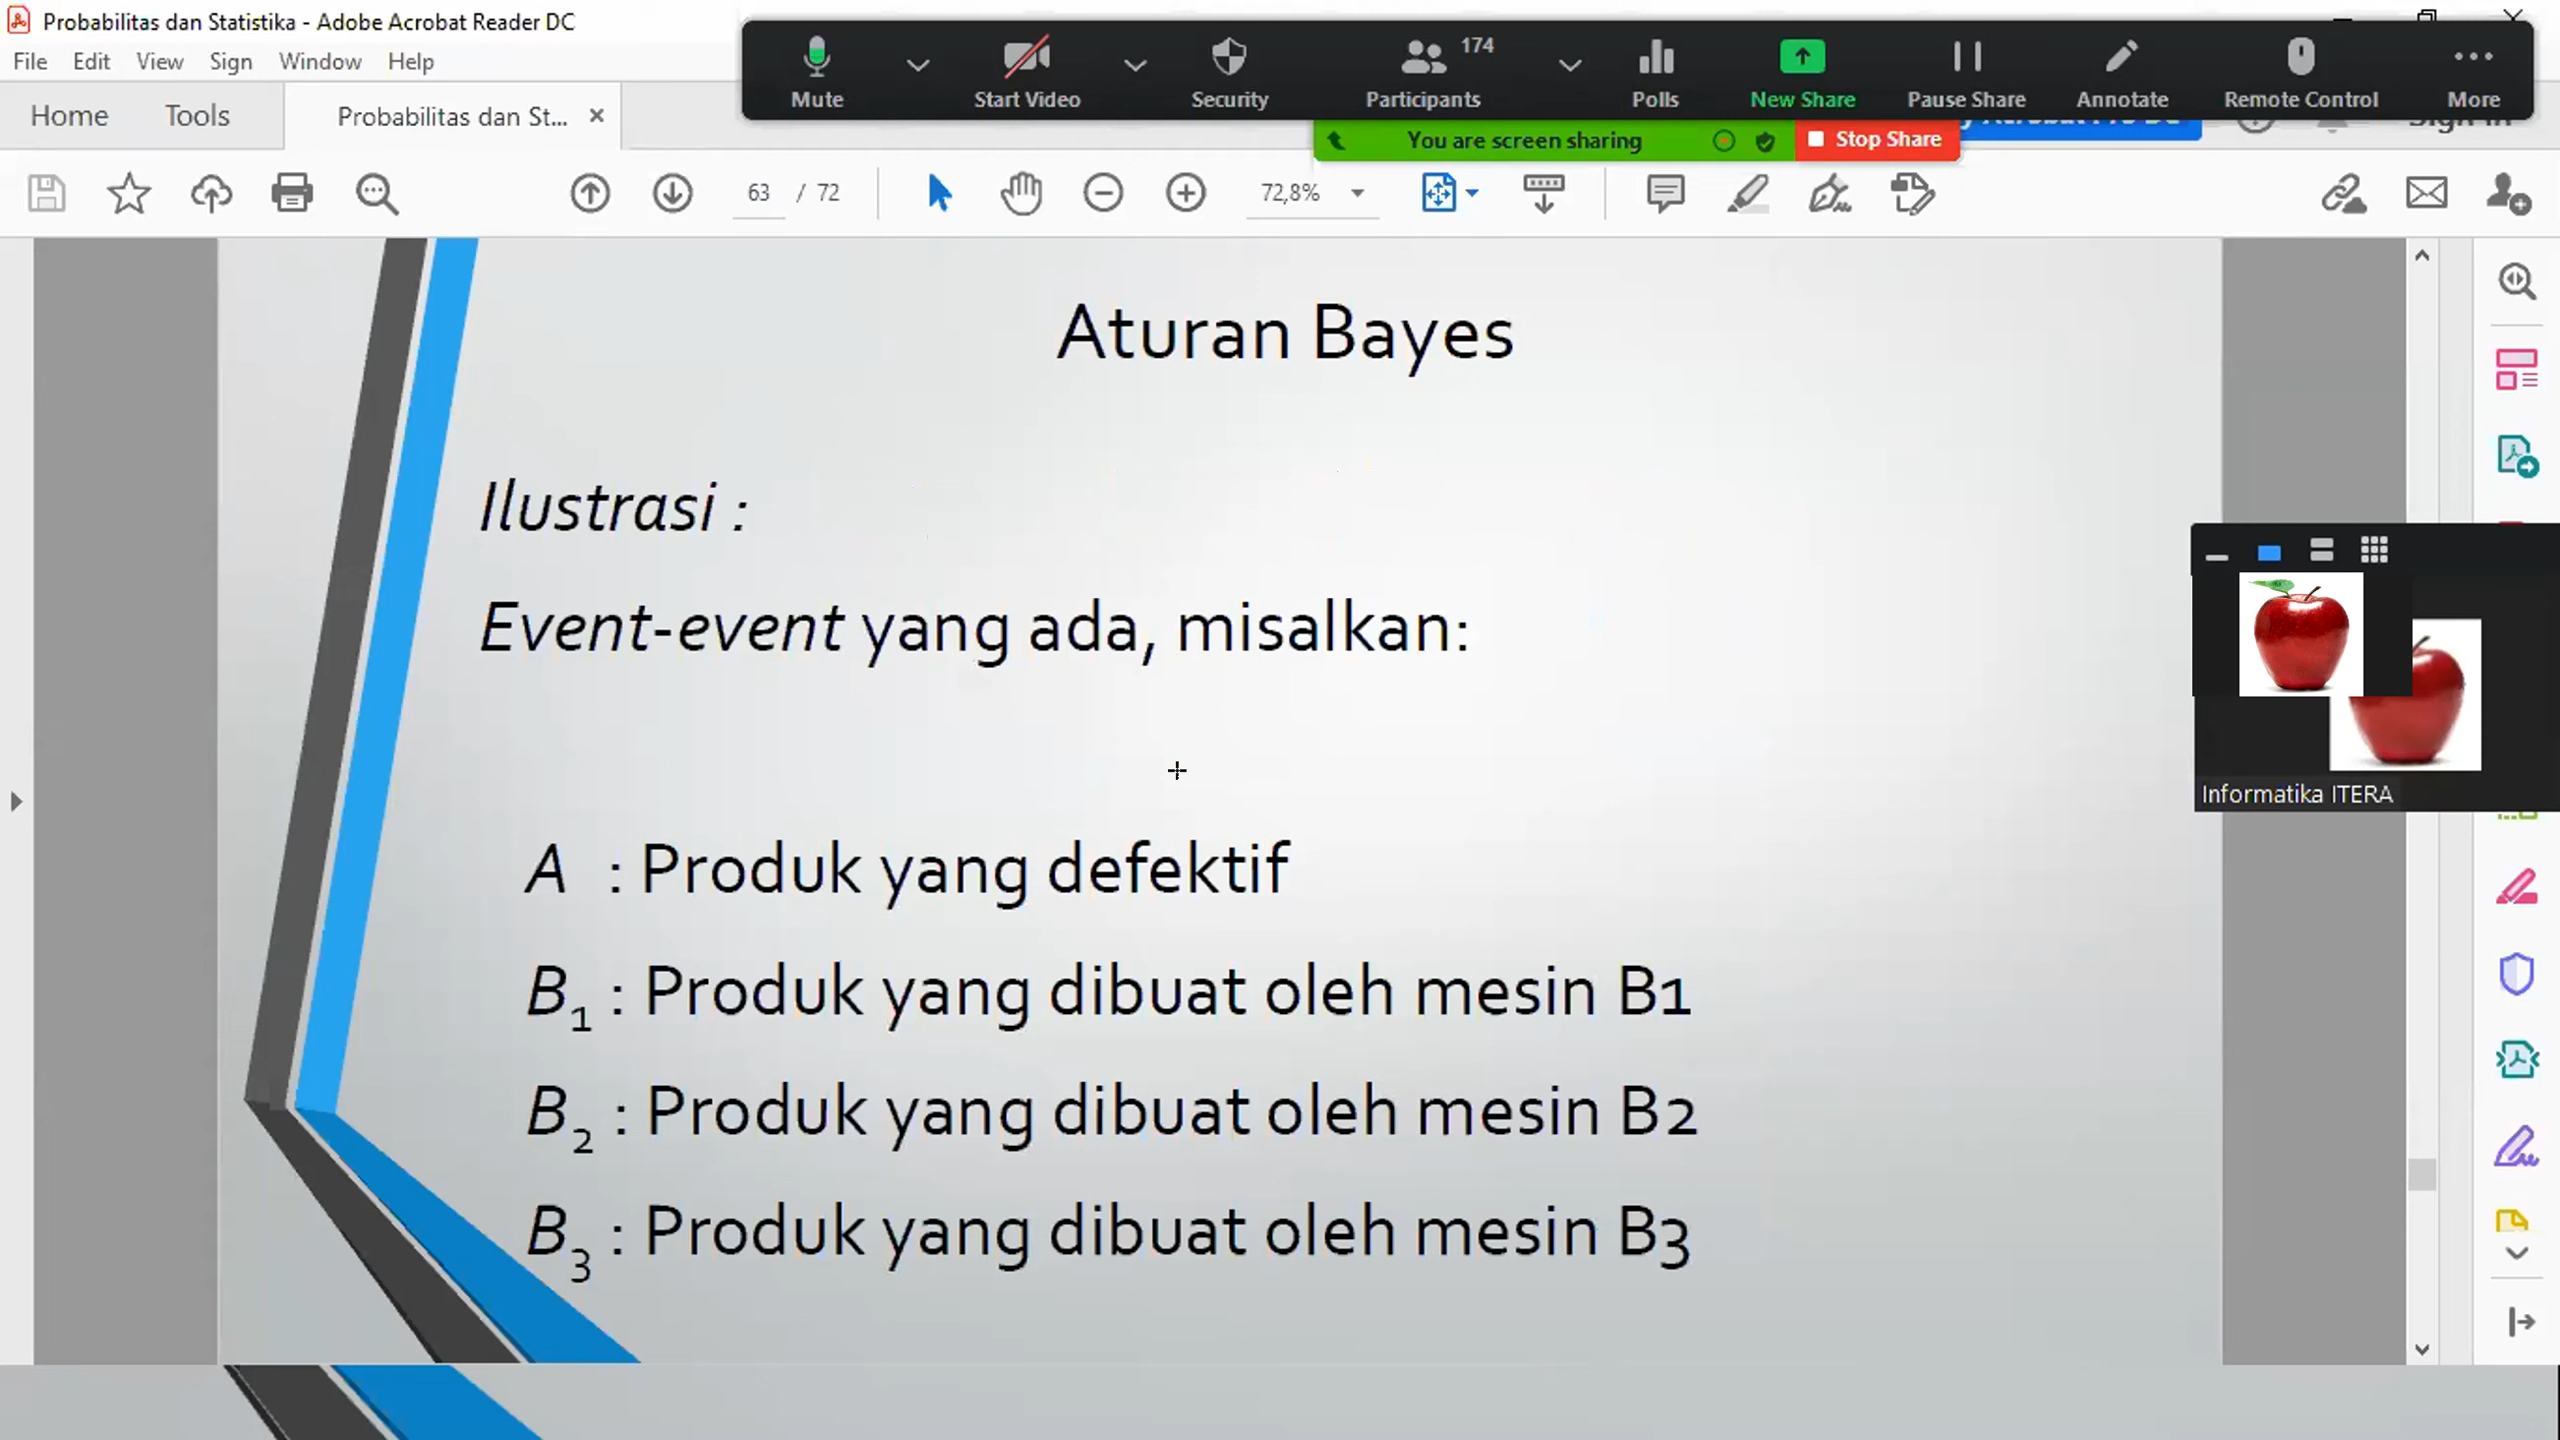 Probabilitas dan Statistika - Adobe Acrobat Reader DC
File Edit View Sign Window Help
Mute Start Video Security Participants 174 Polls New Share Pause Share Annotate Remote Control More
Home Tools Probabilitas dan St...
You are screen sharing Stop Share
63 / 72 72,8%
Aturan Bayes
Ilustrasi :
Event-event yang ada, misalkan:
A : Produk yang defektif
B1 : Produk yang dibuat oleh mesin B1
B2 : Produk yang dibuat oleh mesin B2
B3 : Produk yang dibuat oleh mesin B3
Informatika ITERA